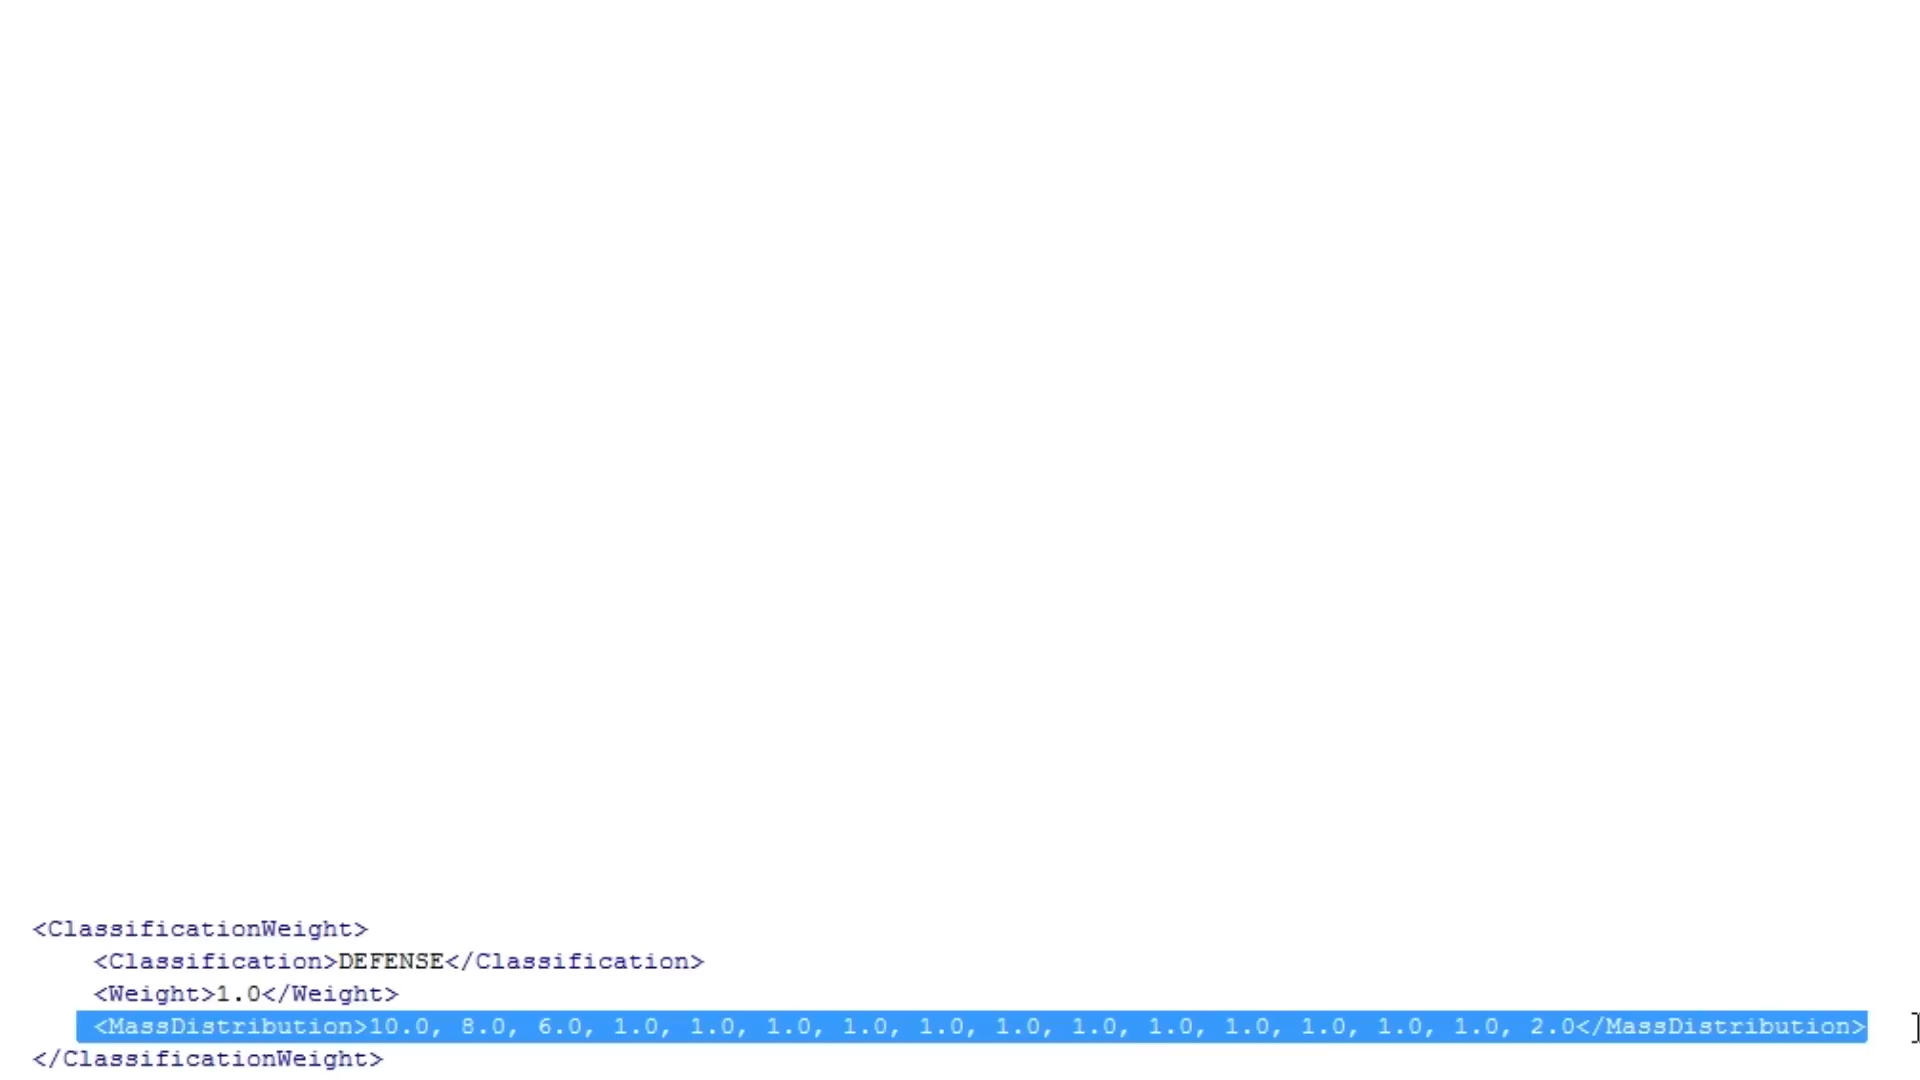 <ClassificationWeight>
<Classification>DEFENSE</Classification>
<Weight>1.0</Weight>
<MassDistribution>10.0, 8.0, 6.0, 1.0, 1.0, 1.0, 1.0, 1.0, 1.0, 1.0, 1.0, 1.0, 1.0, 1.0, 1.0, 2.0</MassDistribution>
</ClassificationWeight>